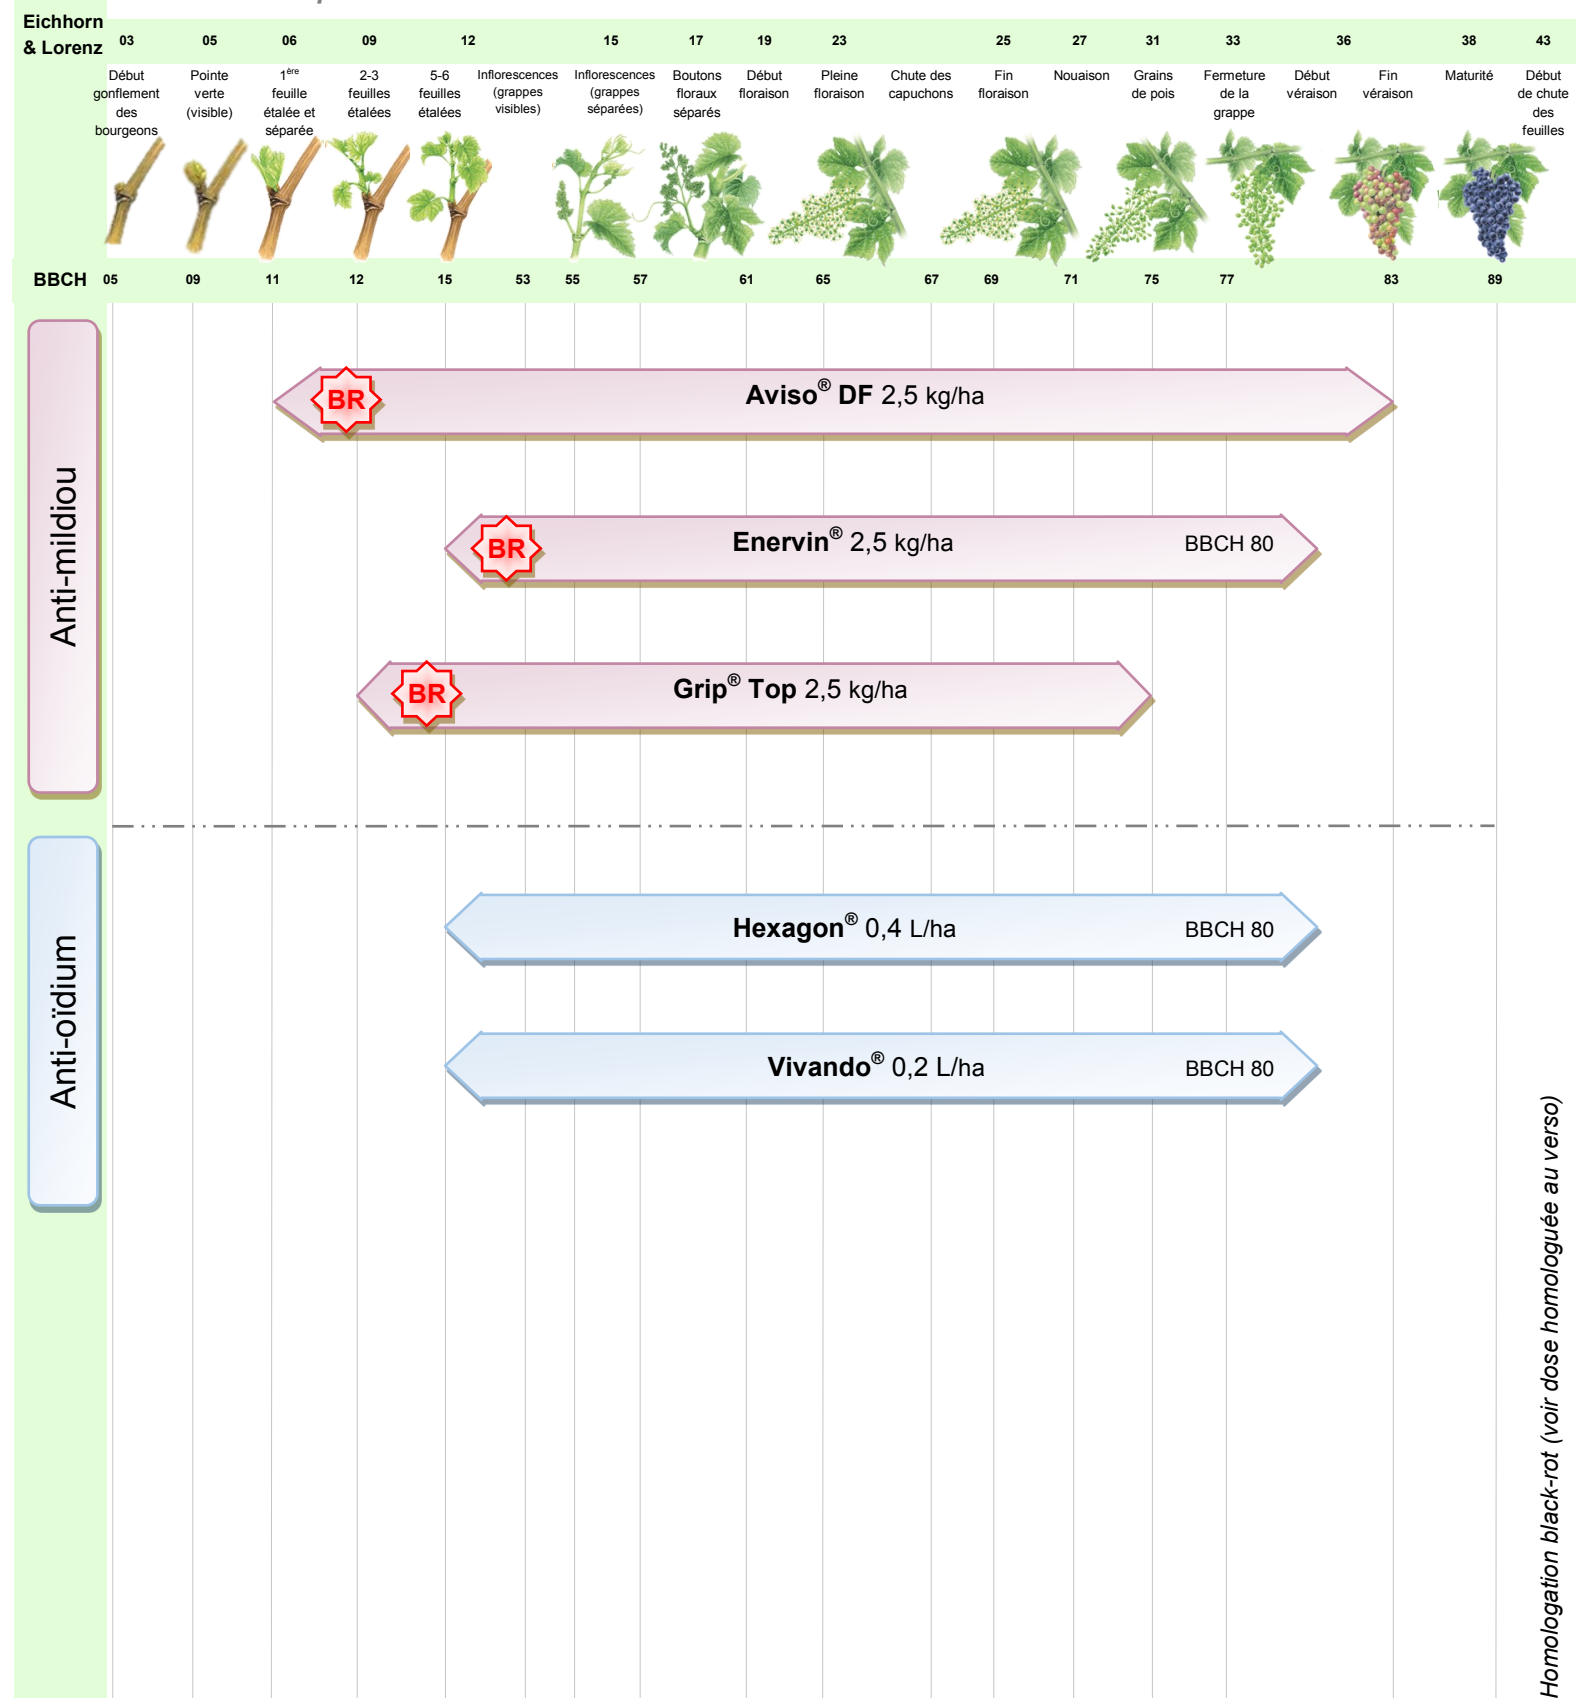 Eichhorn
& Lorenz
03 05 06 09 12 15 17 19 23 25 27 31 33 36 38 43
Début
gonflement
des
bourgeons
Pointe
verte
(visible)
1ère
feuille
étalée et
séparée
2-3
feuilles
étalées
5-6
feuilles
étalées
Inflorescences
(grappes
visibles)
Inflorescences
(grappes
séparées)
Boutons
floraux
séparés
Début
floraison
Pleine
floraison
Chute des
capuchons
Fin
floraison
Nouaison
Grains
de pois
Fermeture
de la
grappe
Début
véraison
Fin
véraison
Maturité
Début
de chute
des
feuilles
BBCH 05 09 11 12 15 53 55 57 61 65 67 69 71 75 77 83 89
Anti-mildiou
BR Aviso® DF 2,5 kg/ha
BR Enervin® 2,5 kg/ha BBCH 80
BR Grip® Top 2,5 kg/ha
Anti-oïdium
Hexagon® 0,4 L/ha BBCH 80
Vivando® 0,2 L/ha BBCH 80
Homologation black-rot (voir dose homologuée au verso)